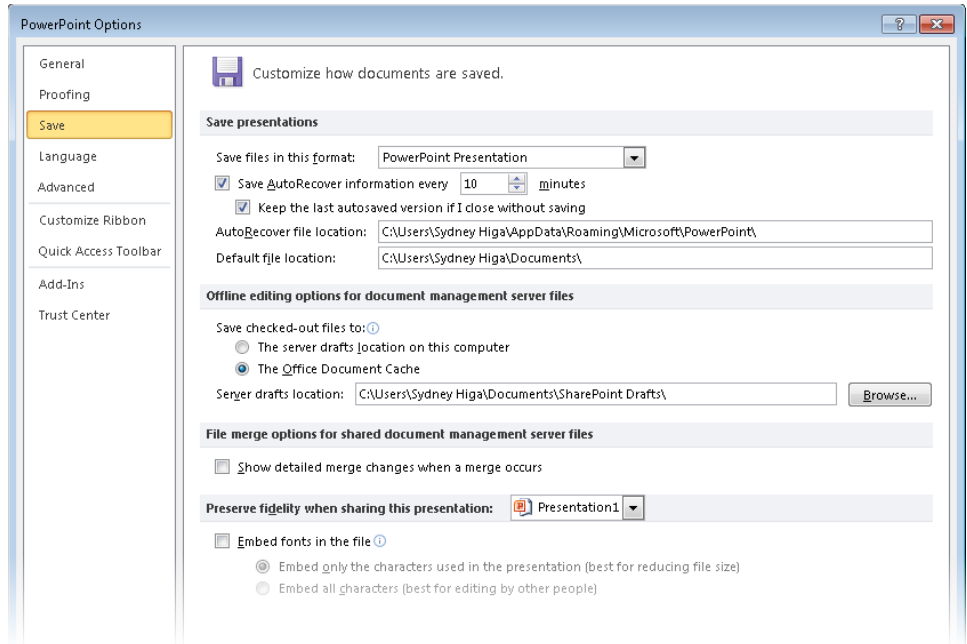 PowerPoint Options
General
Proofing
Save
Language
Advanced
Customize Ribbon
Quick Access Toolbar
Add-Ins
Trust Center
Customize how documents are saved.
Save presentations
Save files in this format: PowerPoint Presentation
Save AutoRecover information every 10 minutes
Keep the last autosaved version if I close without saving
AutoRecover file location: C:\Users\Sydney Higa\AppData\Roaming\Microsoft\PowerPoint\
Default file location: C:\Users\Sydney Higa\Documents\
Offline editing options for document management server files
Save checked-out files to:
The server drafts location on this computer
The Office Document Cache
Server drafts location: C:\Users\Sydney Higa\Documents\SharePoint Drafts\ Browse...
File merge options for shared document management server files
Show detailed merge changes when a merge occurs
Preserve fidelity when sharing this presentation: Presentation1
Embed fonts in the file
Embed only the characters used in the presentation (best for reducing file size)
Embed all characters (best for editing by other people)